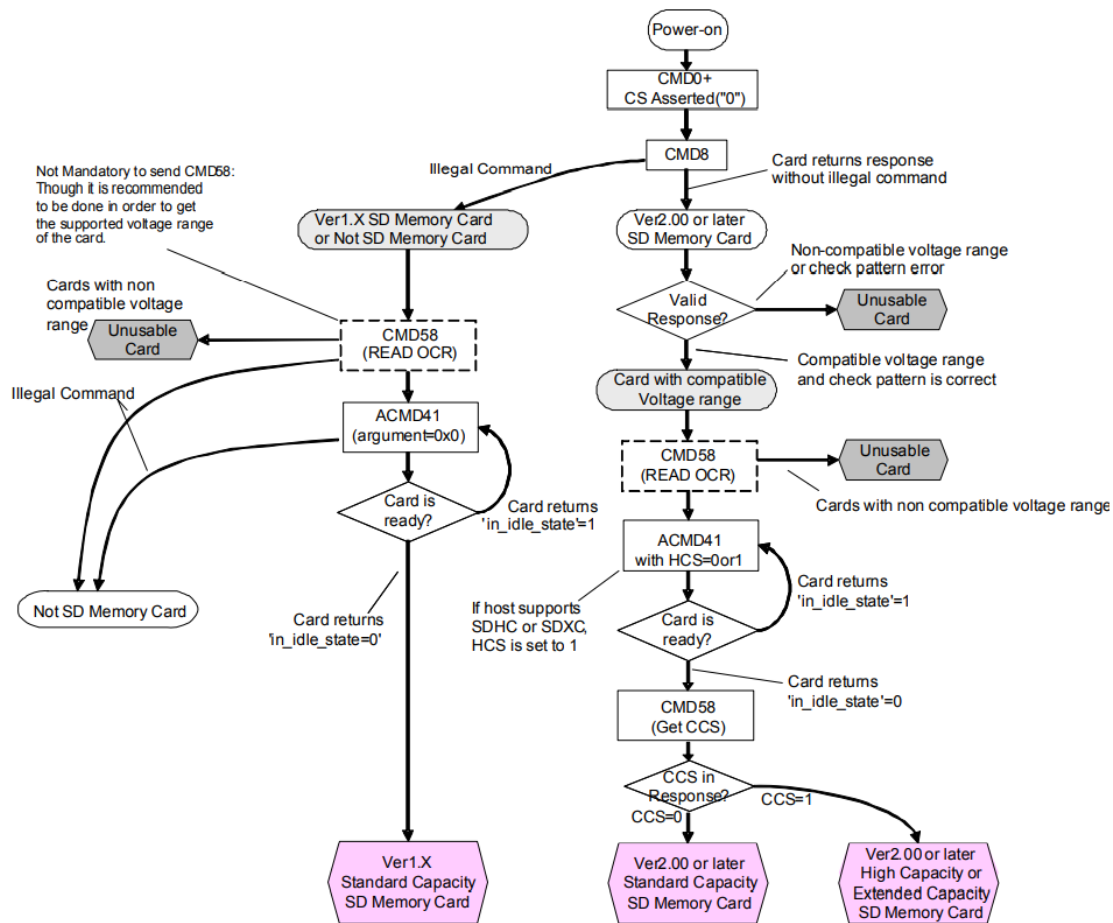 Power-on
CMD0+
CS Asserted("0")
CMD8
Illegal Command
Card returns response
without illegal command
Not Mandatory to send CMD58:
Though it is recommended
to be done in order to get
the supported voltage range
of the card.
Ver1.X SD Memory Card
or Not SD Memory Card
Ver2.00 or later
SD Memory Card
Non-compatible voltage range
or check pattern error
Valid
Response?
Unusable
Card
Cards with non
compatible voltage
range
Unusable
Card
CMD58
(READ OCR)
Compatible voltage range
and check pattern is correct
Card with compatible
Voltage range
Illegal Command
ACMD41
(argument=0x0)
CMD58
(READ OCR)
Unusable
Card
Cards with non compatible voltage range
Card is
ready?
Card returns
'in_idle_state'=1
ACMD41
with HCS=0or1
Card returns
'in_idle_state'=1
Not SD Memory Card
Card returns
'in_idle_state=0'
If host supports
SDHC or SDXC,
HCS is set to 1
Card is
ready?
Card returns
'in_idle_state'=0
CMD58
(Get CCS)
CCS in
Response?
CCS=1
CCS=0
Ver1.X
Standard Capacity
SD Memory Card
Ver2.00 or later
Standard Capacity
SD Memory Card
Ver2.00 or later
High Capacity or
Extended Capacity
SD Memory Card